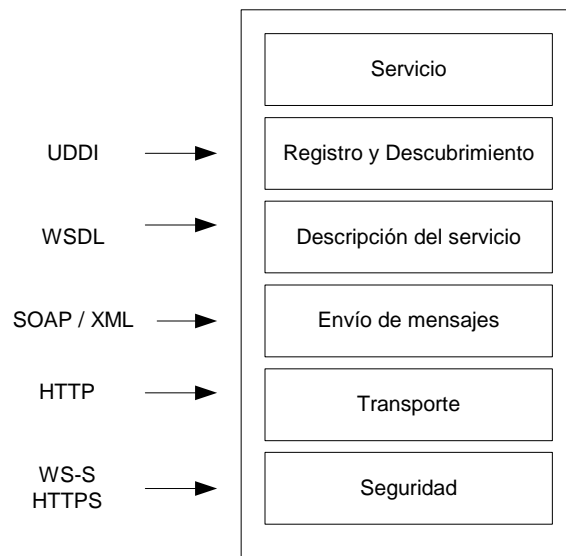 Servicio
UDDI
Registro y Descubrimiento
WSDL
Descripción del servicio
SOAP / XML
Envío de mensajes
HTTP
Transporte
WS-S
HTTPS
Seguridad